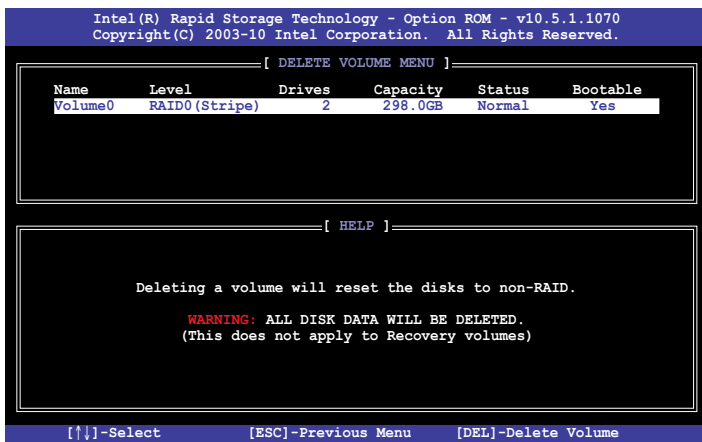 Intel(R) Rapid Storage Technology - Option ROM - v10.5.1.1070
Copyright(C) 2003-10 Intel Corporation. All Rights Reserved.
[ DELETE VOLUME MENU ]
Name Level Drives Capacity Status Bootable
Volume0 RAID0(Stripe) 2 298.0GB Normal Yes
[ HELP ]
Deleting a volume will reset the disks to non-RAID.
WARNING: ALL DISK DATA WILL BE DELETED.
(This does not apply to Recovery volumes)
[↑↓]-Select [ESC]-Previous Menu [DEL]-Delete Volume